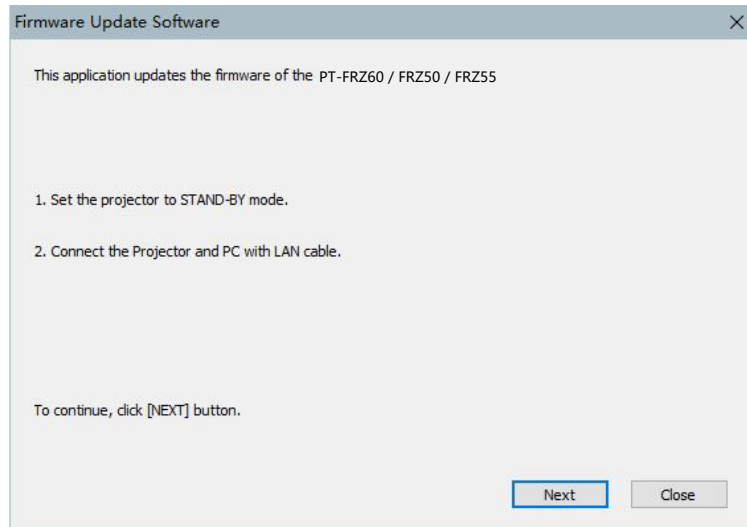 Firmware Update Software
This application updates the firmware of the PT-FRZ60 / FRZ50 / FRZ55
1. Set the projector to STAND-BY mode.
2. Connect the Projector and PC with LAN cable.
To continue, click [NEXT] button.
Next
Close